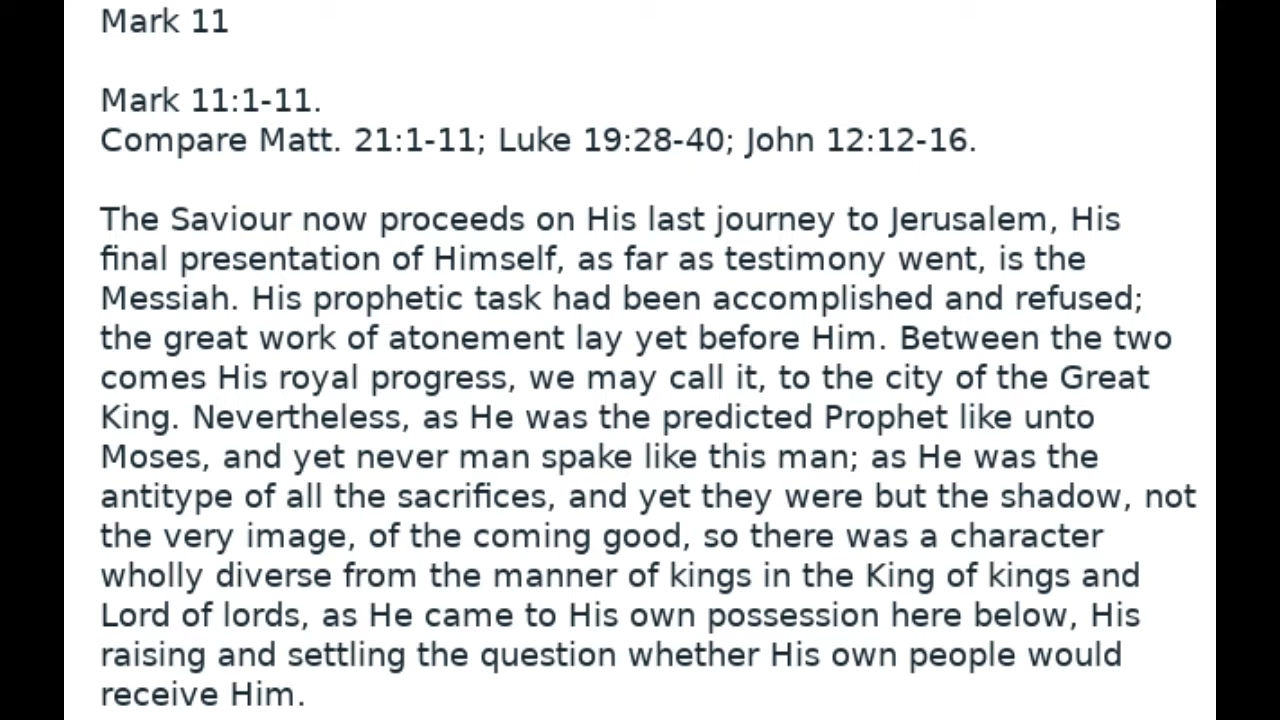 Mark 11
Mark 11:1-11.
Compare Matt. 21:1-11; Luke 19:28-40; John 12:12-16.
The Saviour now proceeds on His last journey to Jerusalem, His
final presentation of Himself, as far as testimony went, is the
Messiah. His prophetic task had been accomplished and refused;
the great work of atonement lay yet before Him. Between the two
comes His royal progress, we may call it, to the city of the Great
King. Nevertheless, as He was the predicted Prophet like unto
Moses, and yet never man spake like this man; as He was the
antitype of all the sacrifices, and yet they were but the shadow, not
the very image, of the coming good, so there was a character
wholly diverse from the manner of kings in the King of kings and
Lord of lords, as He came to His own possession here below, His
raising and settling the question whether His own people would
receive Him.